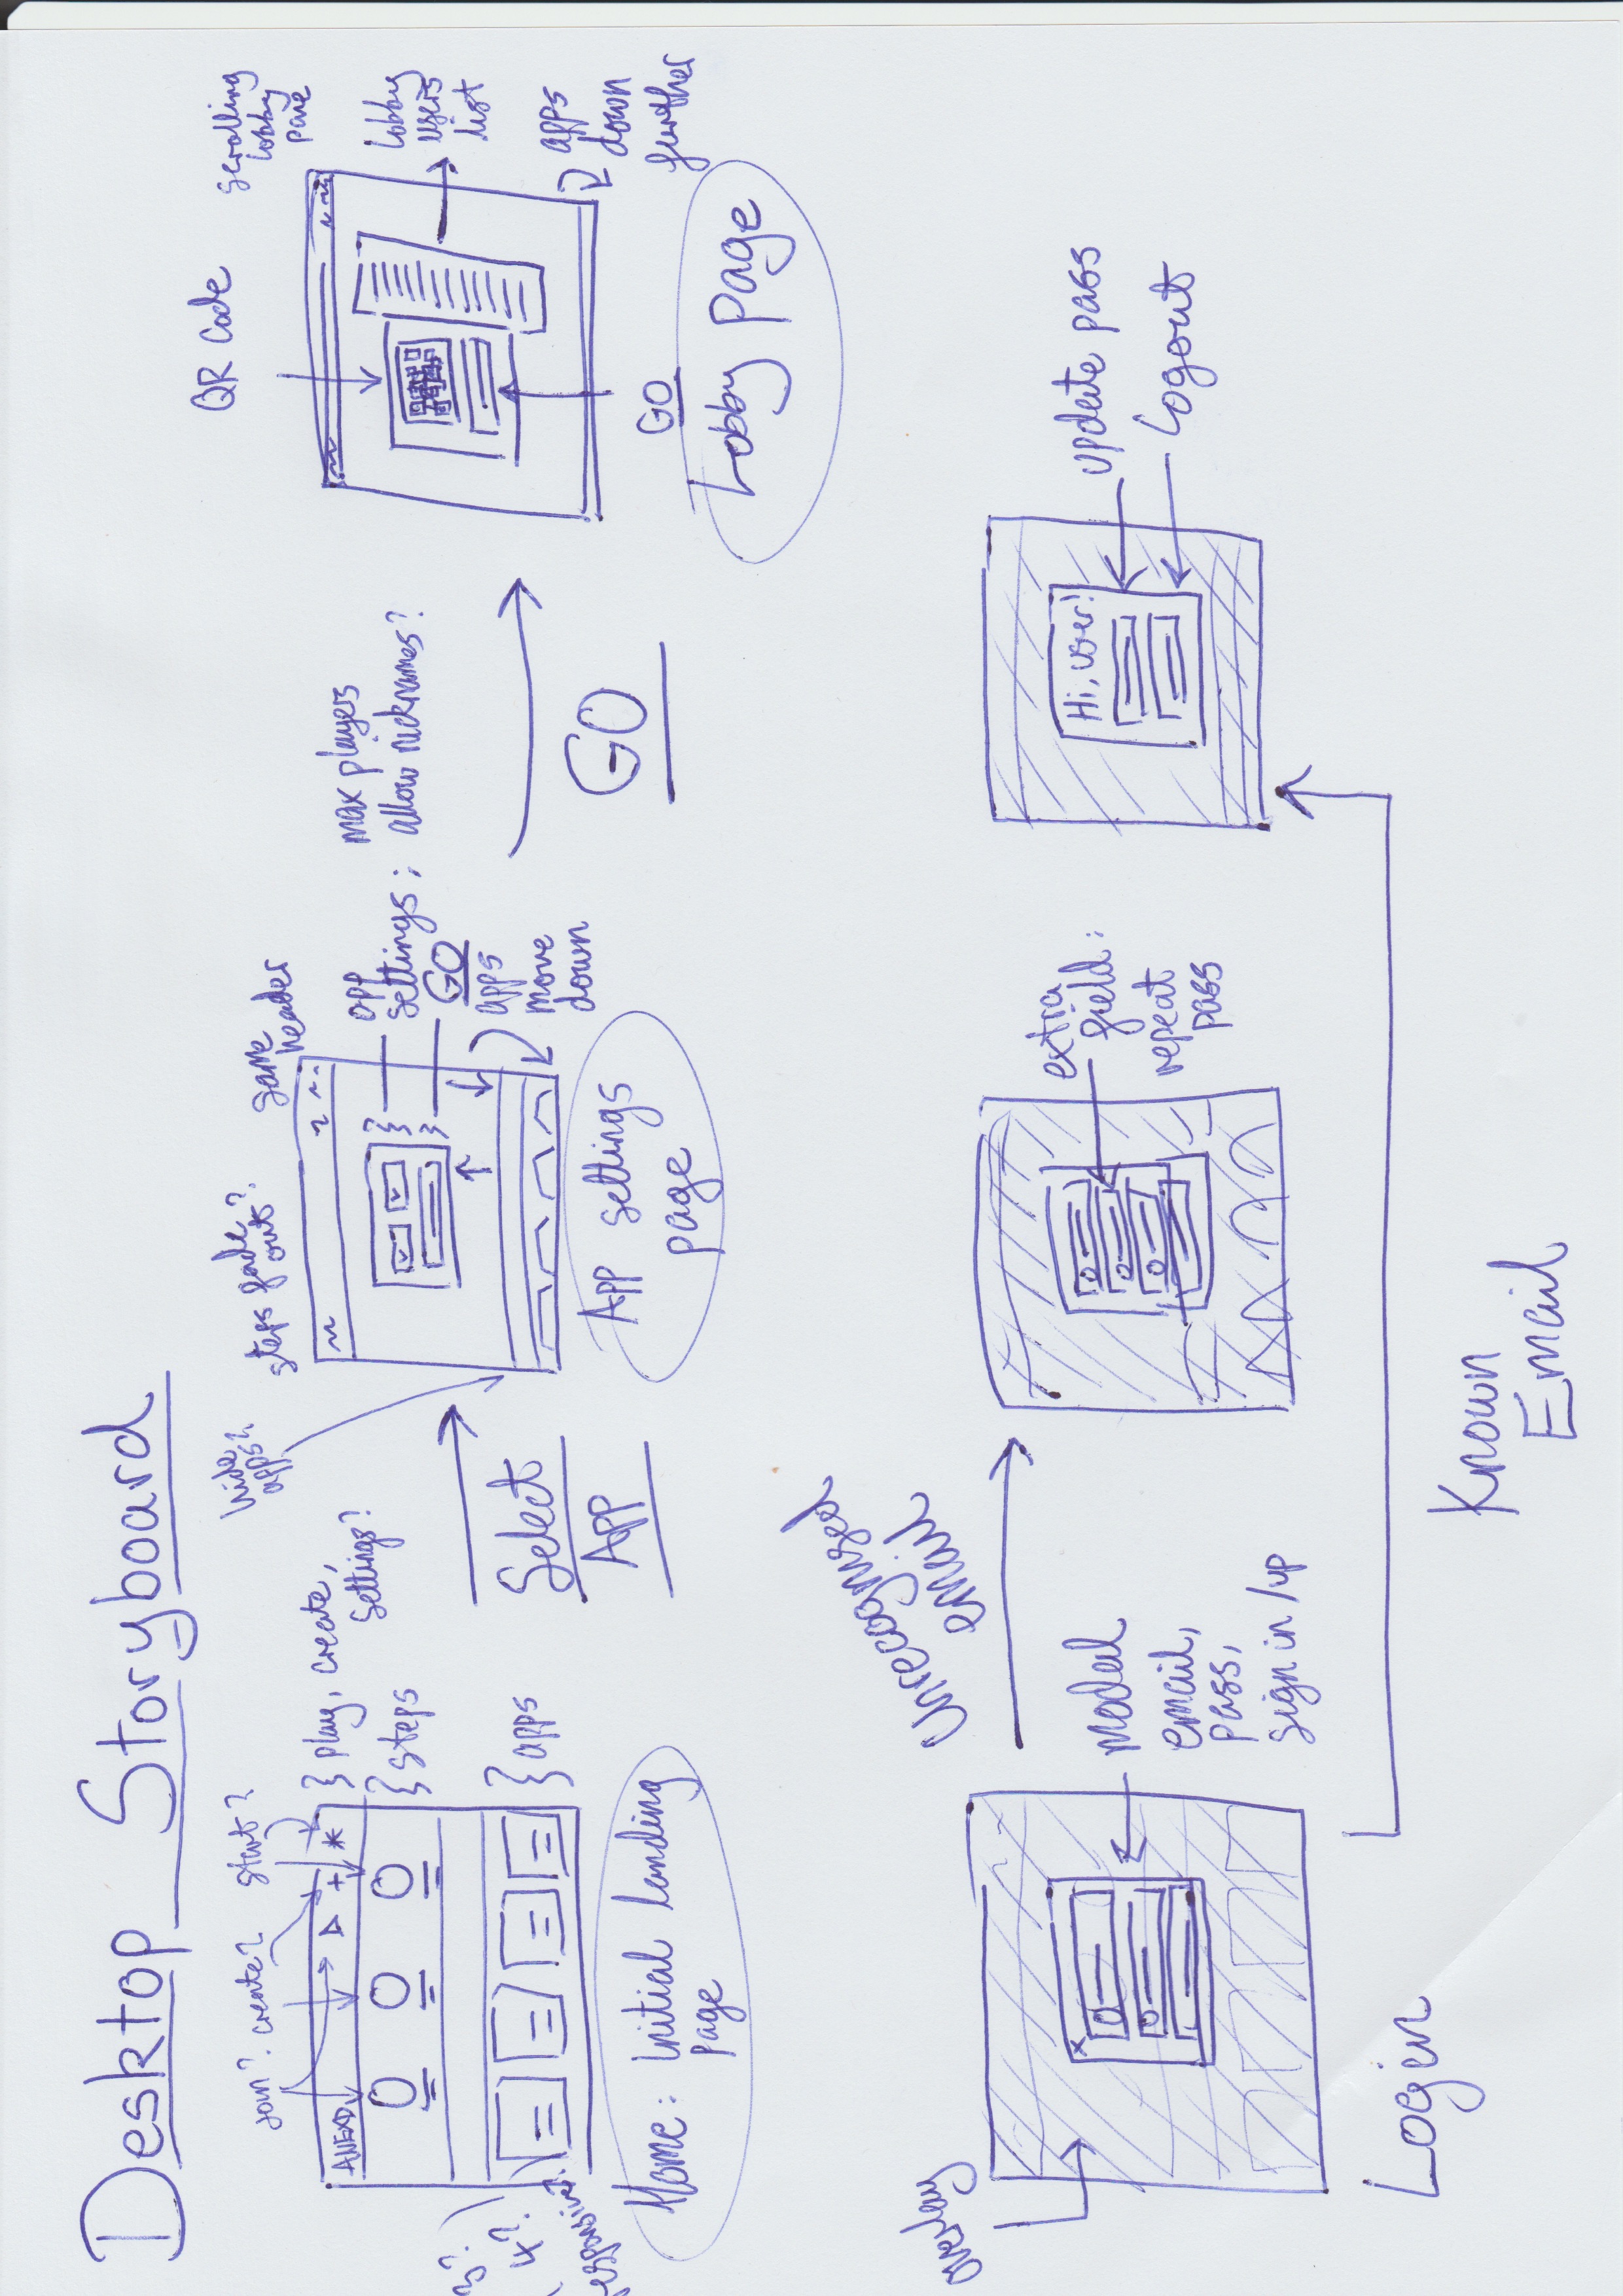 Desktop Storyboard
Join?. create?. start?.
} play, create,
settings?
} steps
} apps
3?.
4?.
Home: Initial Landing
Page
Select
App
hide
apps?.
steps fade?.
out?.
same
header
app
settings;
GO
apps
move
down
max players
allow nicknames?
App settings
page
GO
QR Code
scrolling
lobby
pane
lobby
users
list
apps
down
further
GO
Lobby Page
overlay
modal
email,
pass,
sign in /up
Login
Unrecognised
email
extra
field:
repeat
pass
Hi, user!
update pass
Logout
Known
Email